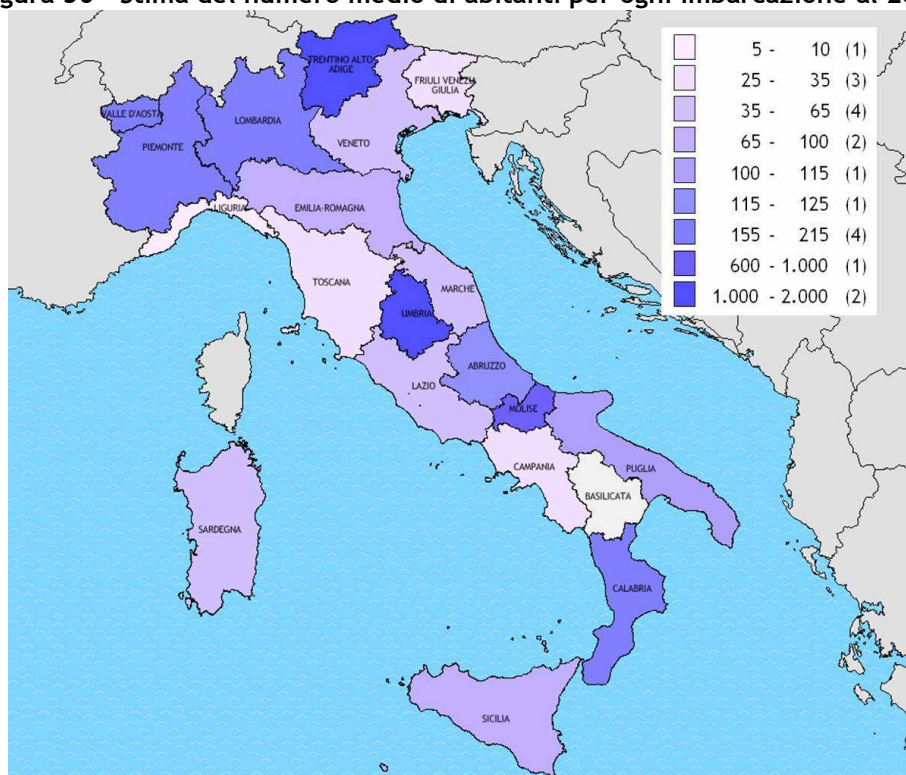 Stima del numero medio di abitanti per ogni imbarcazione al
5 - 10 (1)
25 - 35 (3)
35 - 65 (4)
65 - 100 (2)
100 - 115 (1)
115 - 125 (1)
155 - 215 (4)
600 - 1.000 (1)
1.000 - 2.000 (2)
TRENTINO ALTO
ADIGE
FRIULI VENEZIA
GIULIA
VALLE D'AOSTA
LOMBARDIA
VENETO
PIEMONTE
LIGURIA
EMILIA-ROMAGNA
TOSCANA
MARCHE
UMBRIA
ABRUZZO
LAZIO
MOLISE
CAMPANIA
PUGLIA
BASILICATA
SARDEGNA
CALABRIA
SICILIA